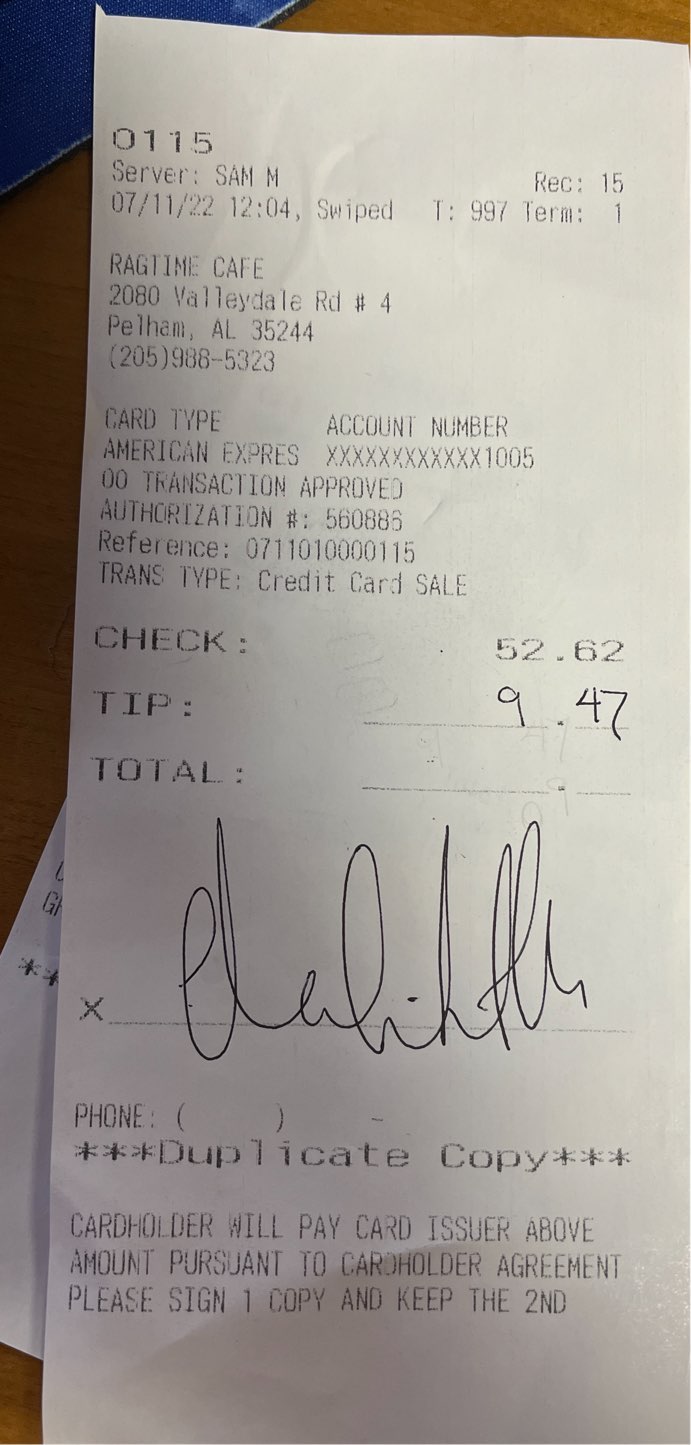 0115
Server: SAM M Rec: 15
07/11/22 12:04, Swiped T: 997 Term: 1
RAGTIME CAFE
2080 Valleydale Rd # 4
Pelham, AL 35244
(205)988-5323
CARD TYPE ACCOUNT NUMBER
AMERICAN EXPRES XXXXXXXXXXXX1005
00 TRANSACTION APPROVED
AUTHORIZATION #: 560886
Reference: 0711010000115
TRANS TYPE: Credit Card SALE
CHECK: 52.62
TIP: 9.47
TOTAL: .
X
PHONE: ( ) -
***Duplicate Copy***
CARDHOLDER WILL PAY CARD ISSUER ABOVE
AMOUNT PURSUANT TO CARDHOLDER AGREEMENT
PLEASE SIGN 1 COPY AND KEEP THE 2ND